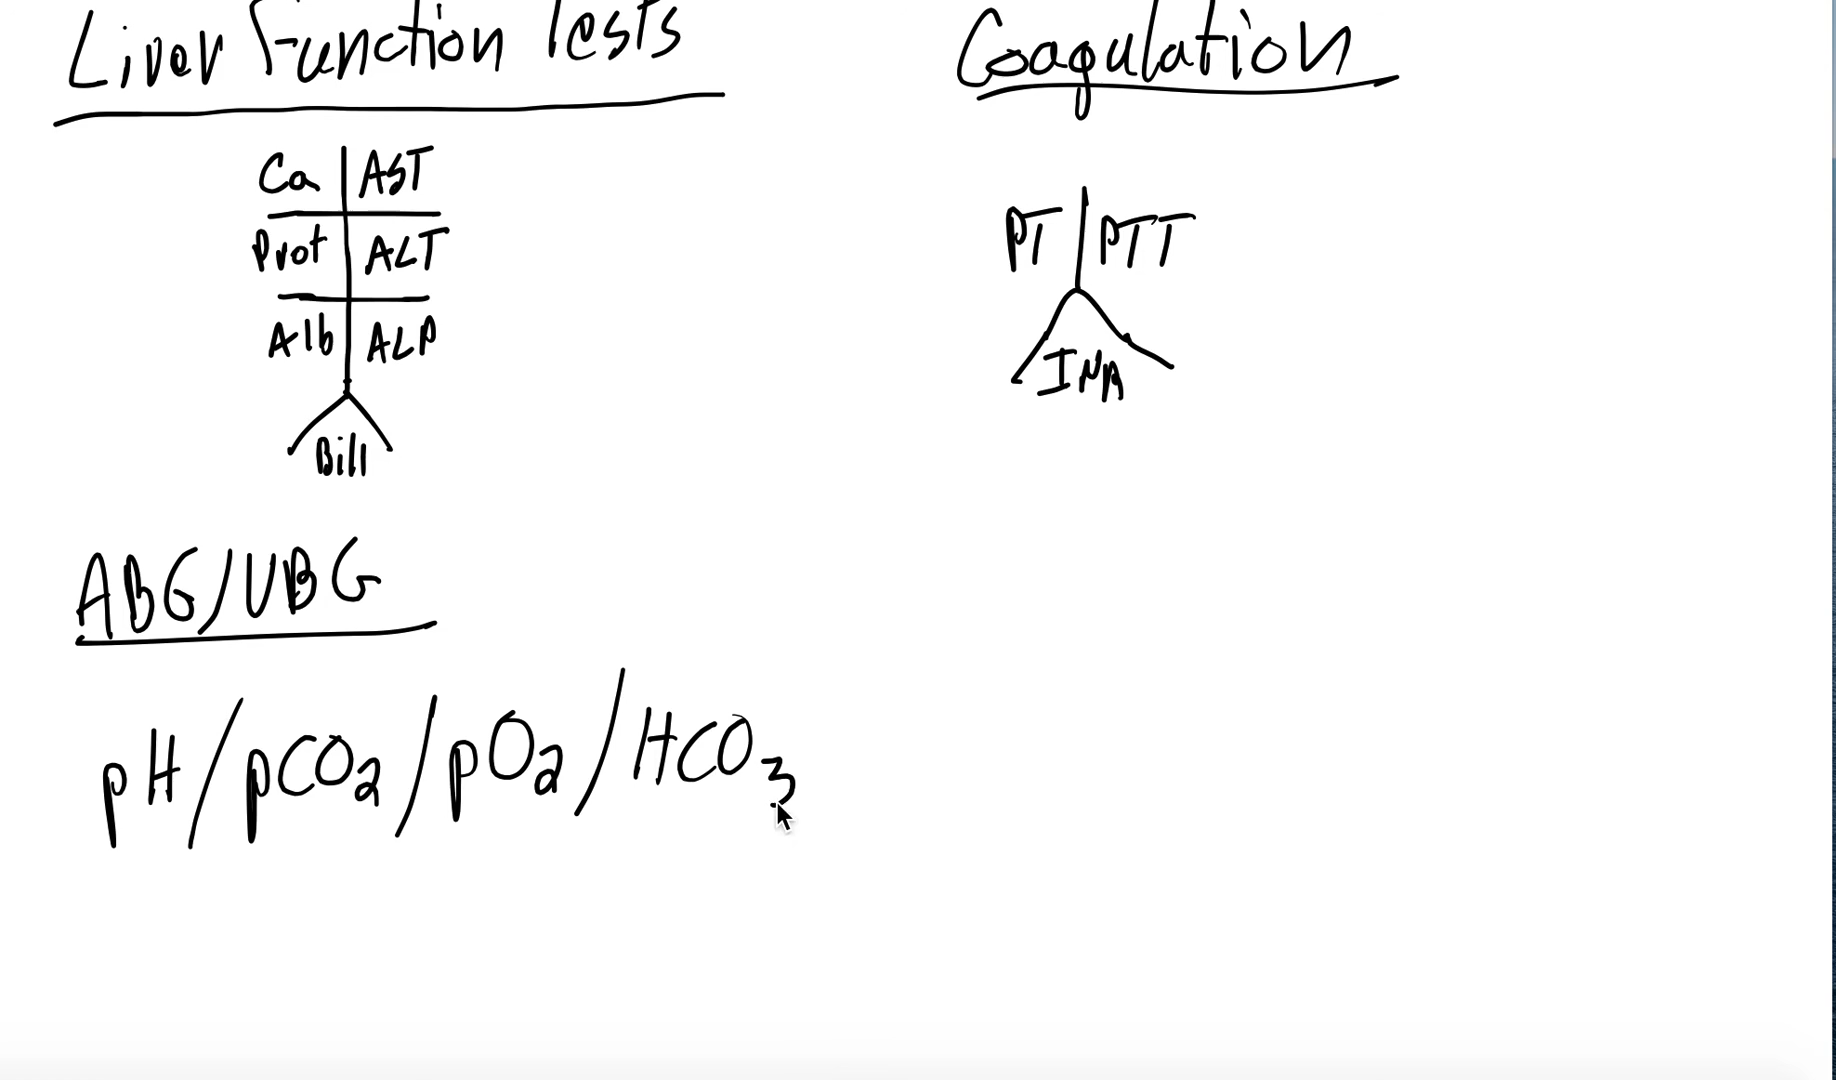 Liver Function Tests
Ca AST
Prot ALT
Alb ALP
Bili
Coagulation
PT PTT
INR
ABG/VBG
pH/pCO2/pO2/HCO3